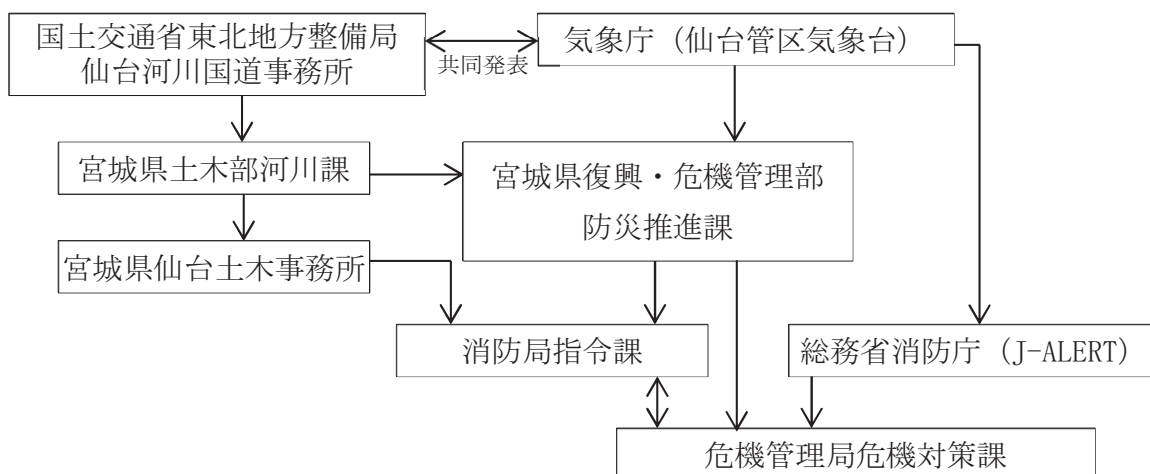 国土交通省東北地方整備局
仙台河川国道事務所
共同発表
気象庁（仙台管区気象台）
宮城県土木部河川課
宮城県復興・危機管理部
防災推進課
宮城県仙台土木事務所
消防局指令課
総務省消防庁（J-ALERT）
危機管理局危機対策課